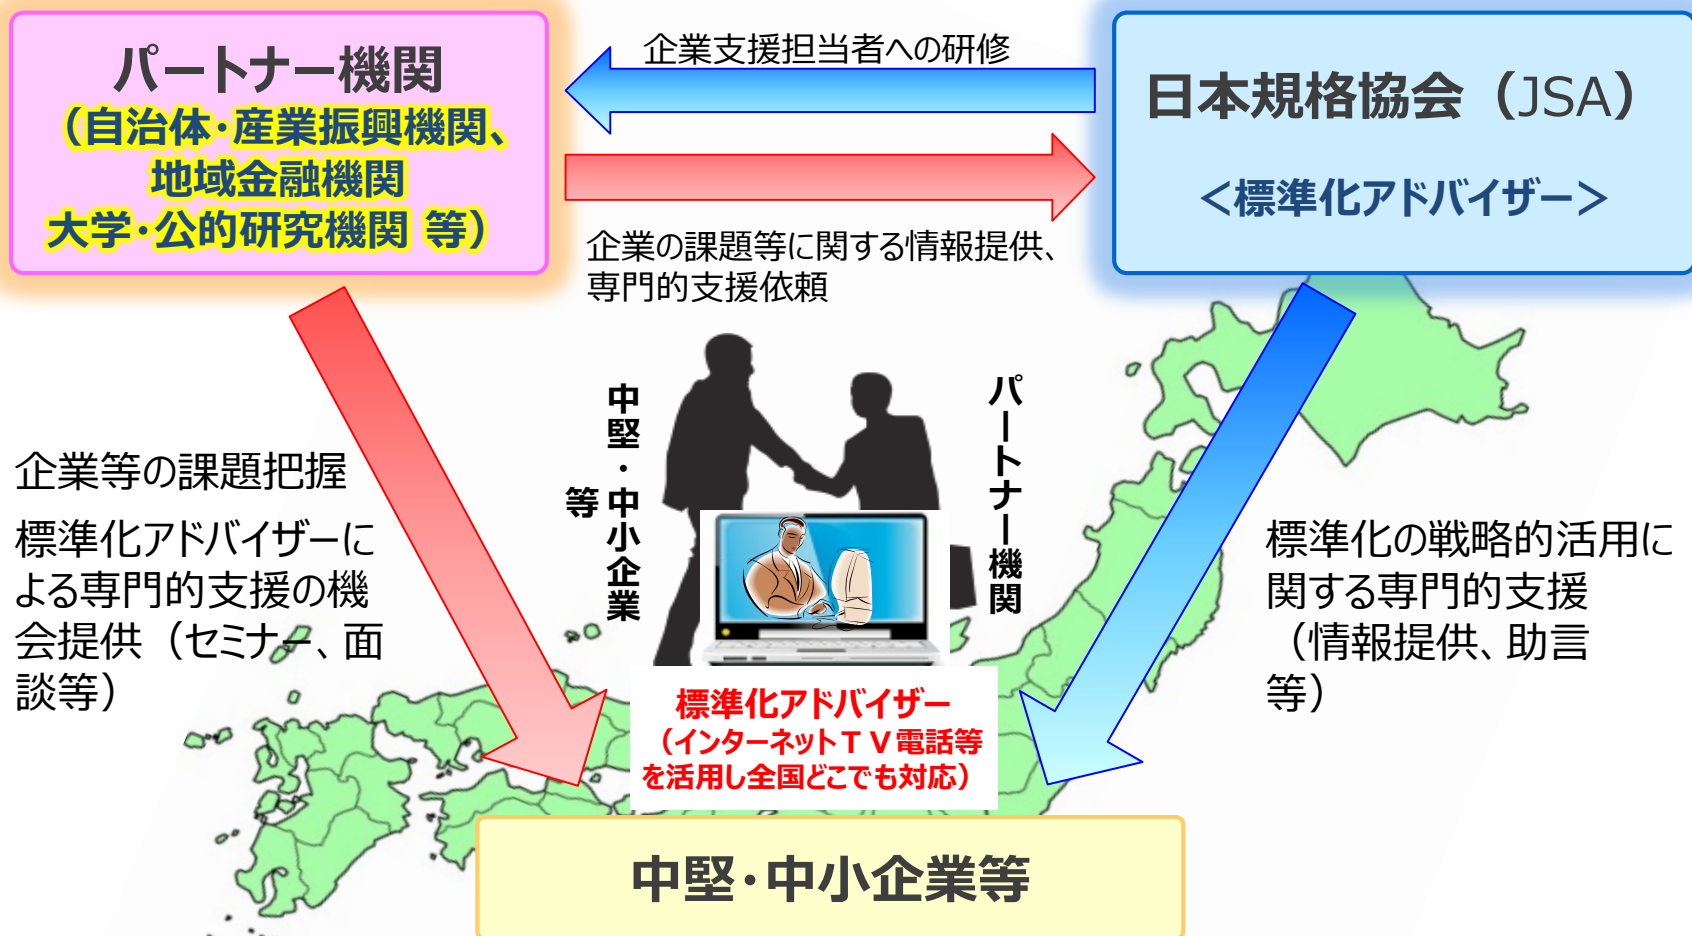 パートナー機関
（自治体・産業振興機関、
地域金融機関
大学・公的研究機関 等）
企業支援担当者への研修
日本規格協会（JSA）
＜標準化アドバイザー＞
企業の課題等に関する情報提供、
専門的支援依頼
企業等の課題把握
標準化アドバイザーに
よる専門的支援の機
会提供（セミナー、面
談等）
中堅・中小企業
等
パートナー機関
標準化の戦略的活用に
関する専門的支援
（情報提供、助言
等）
標準化アドバイザー
（インターネットＴＶ電話等
を活用し全国どこでも対応）
中堅・中小企業等